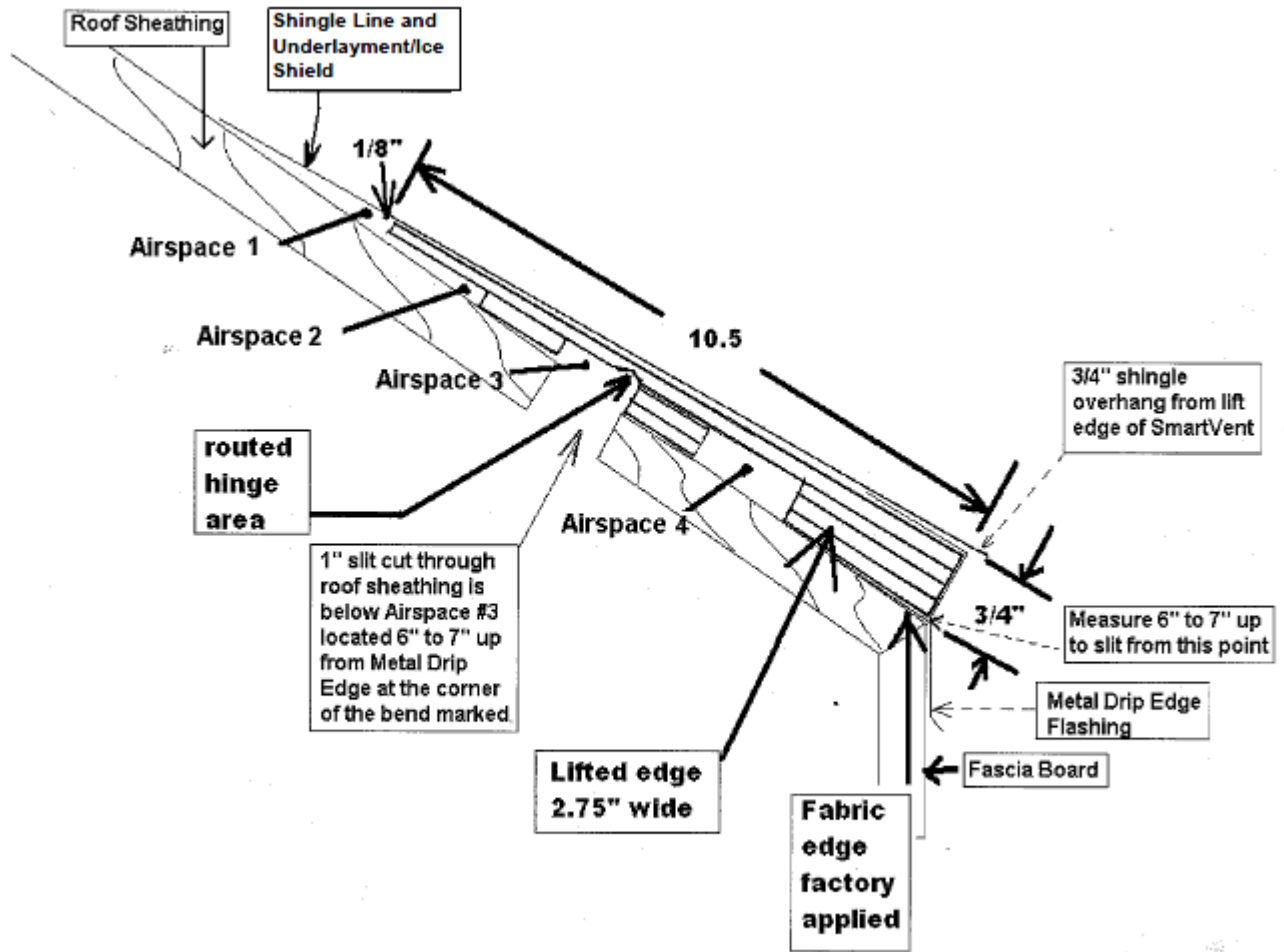 Roof Sheathing
Shingle Line and
Underlayment/Ice
Shield
1/8"
Airspace 1
Airspace 2
10.5
Airspace 3
3/4" shingle
overhang from lift
edge of SmartVent
routed
hinge
area
Airspace 4
1" slit cut through
roof sheathing is
below Airspace #3
located 6" to 7" up
from Metal Drip
Edge at the corner
of the bend marked
3/4"
Measure 6" to 7" up
to slit from this point
Metal Drip Edge
Flashing
Lifted edge
2.75" wide
Fascia Board
Fabric
edge
factory
applied